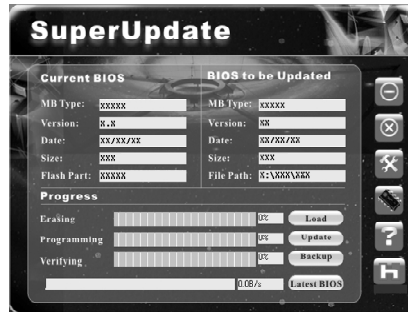 SuperUpdate
Current BIOS
MB Type: xxxxx
Version: x.x
Date: xx/xx/xx
Size: xxx
Flash Part: xxxxx
BIOS to be Updated
MB Type: xxxxx
Version: xx
Date: xx/xx/xx
Size: xxx
File Path: x:\xxx\xxx
Progress
Erasing 0% Load
Programming 0% Update
Verifying 0% Backup
0.0B/s Latest BIOS